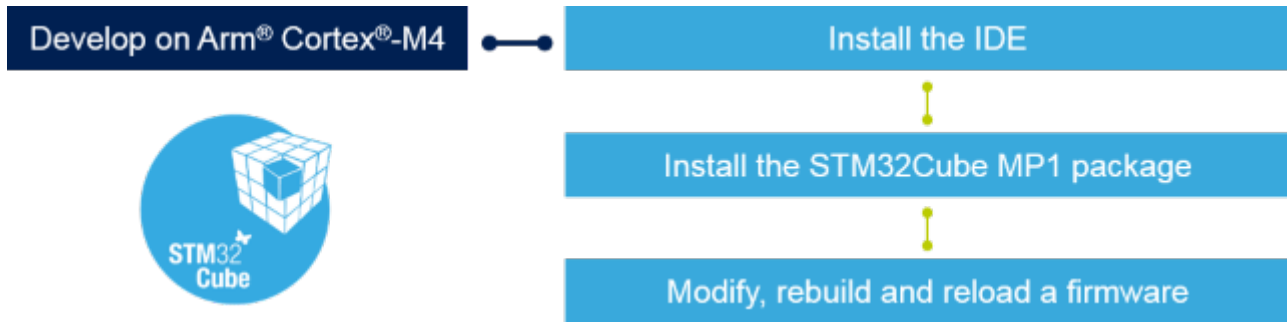 Develop on Arm® Cortex®-M4
Install the IDE
Install the STM32Cube MP1 package
STM32
Cube
Modify, rebuild and reload a firmware